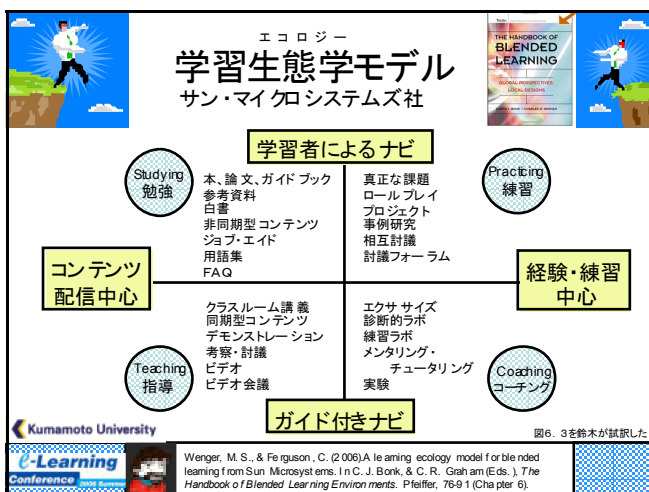 エコロジー
学習生態学モデル
サン・マイクロシステムズ社
THE HANDBOOK OF
BLENDED
LEARNING
GLOBAL PERSPECTIVES
LOCAL DESIGNS
学習者によるナビ
Studying
勉強
本、論文、ガイドブック
参考資料
白書
非同期型コンテンツ
ジョブ・エイド
用語集
FAQ
真正な課題
ロールプレイ
プロジェクト
事例研究
相互討議
討議フォーラム
Practicing
練習
コンテンツ
配信中心
経験・練習
中心
クラスルーム講義
同期型コンテンツ
デモンストレーション
考察・討議
ビデオ
ビデオ会議
Teaching
指導
エクササイズ
診断的ラボ
練習ラボ
メンタリング・
チュータリング
実験
Coaching
コーチング
ガイド付きナビ
Kumamoto University
図6.3を鈴木が試訳した
e-Learning
Conference 2006 Summer
Wenger, M. S., & Ferguson, C. (2006).A learning ecology model for blended
learning from Sun Microsystems. In C. J. Bonk, & C. R. Graham (Eds.), The
Handbook of Blended Learning Environments. Pfeiffer, 76-91 (Chapter 6).